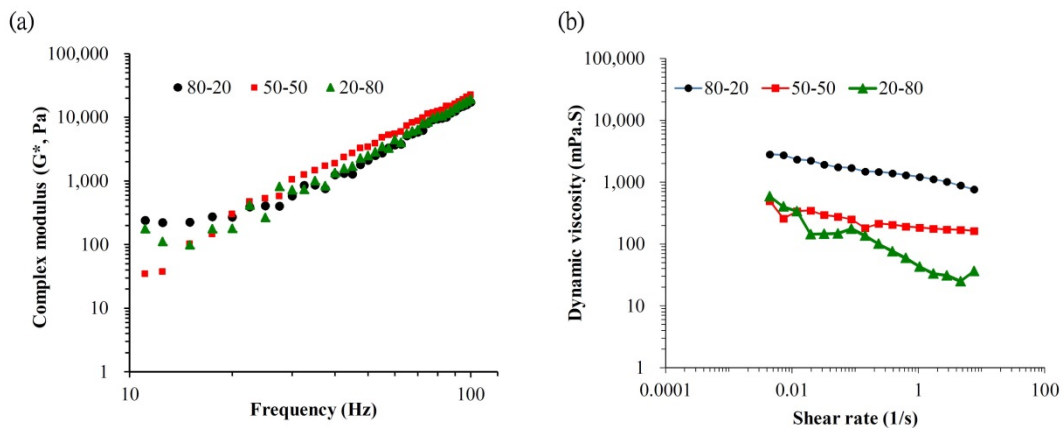 (a)
100,000
10,000
1,000
100
10
1
Complex modulus (G*, Pa)
80-20 50-50 20-80
10 100
Frequency (Hz)
(b)
100,000
10,000
1,000
100
10
1
Dynamic viscosity (mPa.S)
80-20 50-50 20-80
0.0001 0.01 1 100
Shear rate (1/s)